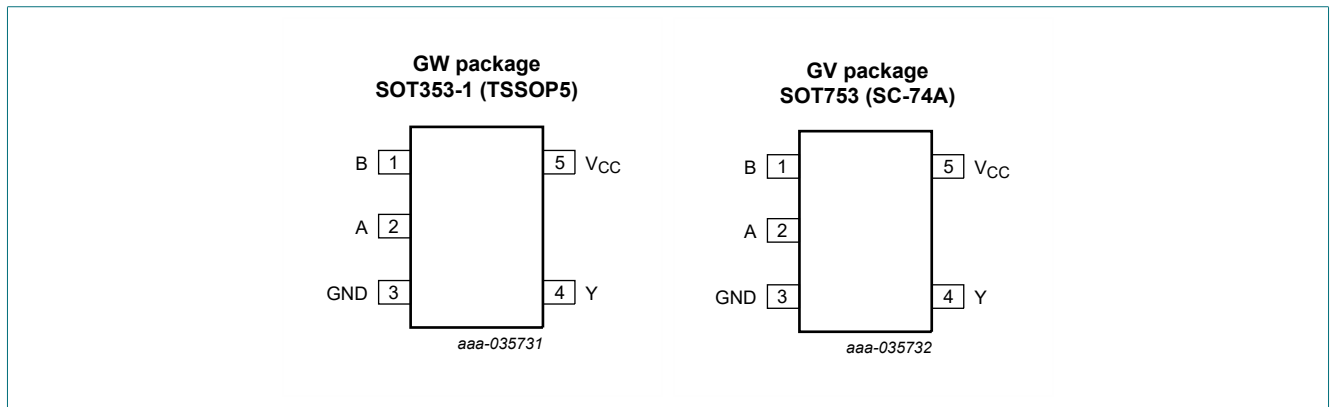 GW package
SOT353-1 (TSSOP5)
B 1 5 VCC
A 2
GND 3 4 Y
aaa-035731
GV package
SOT753 (SC-74A)
B 1 5 VCC
A 2
GND 3 4 Y
aaa-035732